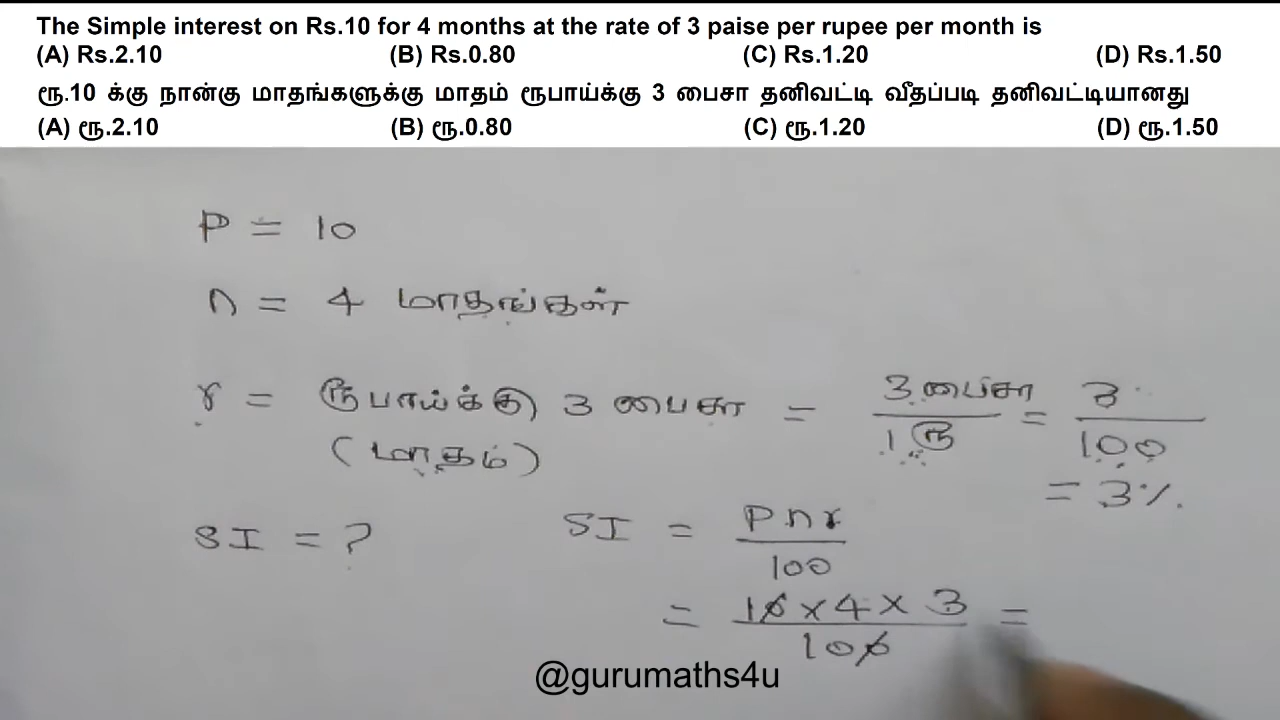 The Simple interest on Rs.10 for 4 months at the rate of 3 paise per rupee per month is
(A) Rs.2.10 (B) Rs.0.80 (C) Rs.1.20 (D) Rs.1.50
ரூ.10 க்கு நான்கு மாதங்களுக்கு மாதம் ரூபாய்க்கு 3 பைசா தனிவட்டி வீதப்படி தனிவட்டியானது
(A) ரூ.2.10 (B) ரூ.0.80 (C) ரூ.1.20 (D) ரூ.1.50
P = 10
n = 4 மாதங்கள்
r = ரூபாய்க்கு 3 பைசா = 3 பைசா / 1 ரூ = 3 / 100
(மாதம்) = 3%.
SI = ? SI = Pnr / 100
= 10 × 4 × 3 / 100 =
@gurumaths4u